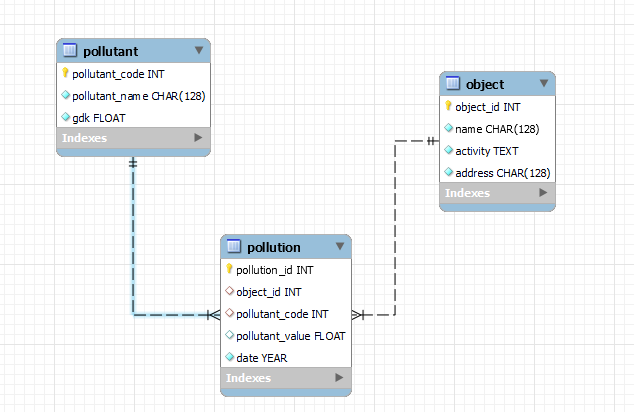 pollutant
pollutant_code INT
pollutant_name CHAR(128)
gdk FLOAT
Indexes
object
object_id INT
name CHAR(128)
activity TEXT
address CHAR(128)
Indexes
pollution
pollution_id INT
object_id INT
pollutant_code INT
pollutant_value FLOAT
date YEAR
Indexes